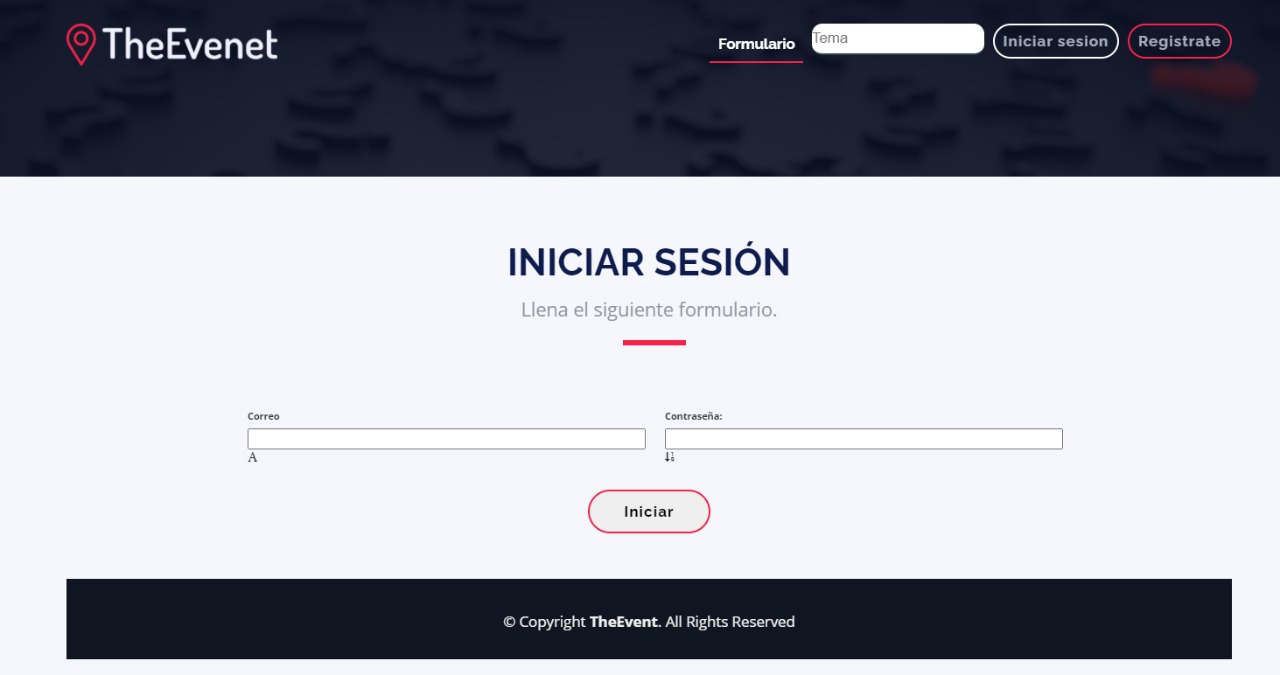 TheEvenet
Formulario
Tema
Iniciar sesion
Registrate
INICIAR SESIÓN
Llena el siguiente formulario.
Correo
Contraseña:
Iniciar
© Copyright TheEvent. All Rights Reserved